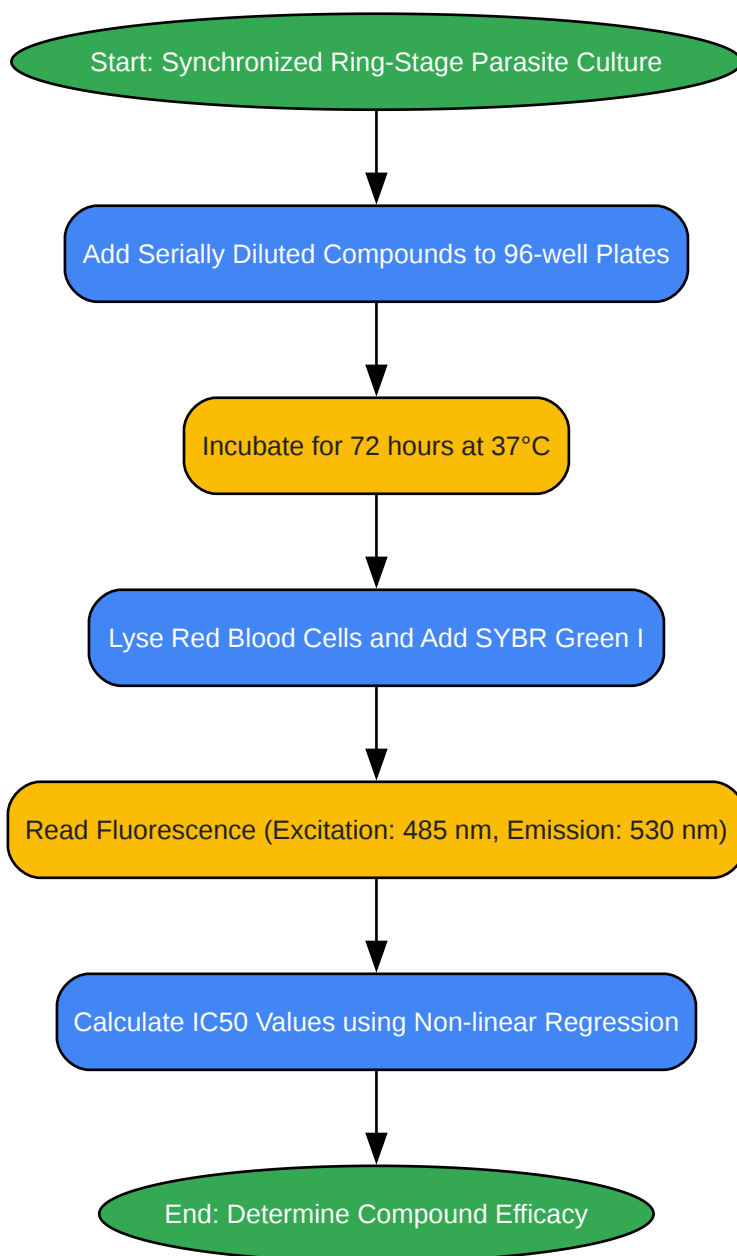 Start: Synchronized Ring-Stage Parasite Culture
Add Serially Diluted Compounds to 96-well Plates
Incubate for 72 hours at 37°C
Lyse Red Blood Cells and Add SYBR Green I
Read Fluorescence (Excitation: 485 nm, Emission: 530 nm)
Calculate IC50 Values using Non-linear Regression
End: Determine Compound Efficacy